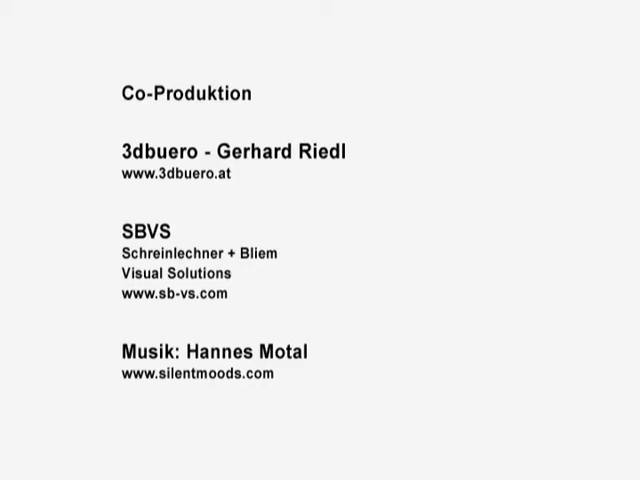 Co-Produktion
3dbuero - Gerhard Riedl
www.3dbuero.at
SBVS
Schreinlechner + Bliem
Visual Solutions
www.sb-vs.com
Musik: Hannes Motal
www.silentmoods.com